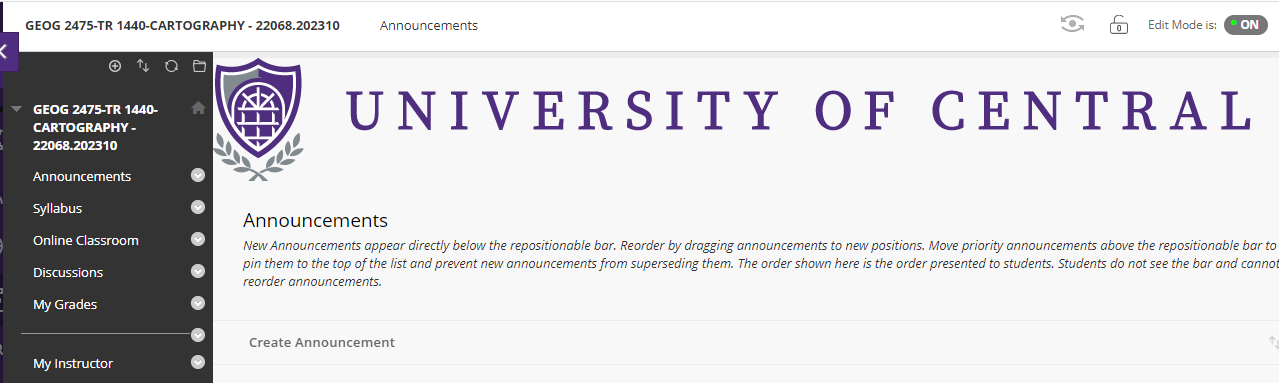 GEOG 2475-TR 1440-CARTOGRAPHY - 22068.202310 Announcements Edit Mode is: ON
GEOG 2475-TR 1440-
CARTOGRAPHY -
22068.202310
Announcements
Syllabus
Online Classroom
Discussions
My Grades
My Instructor
UNIVERSITY OF CENTRAL
Announcements
New Announcements appear directly below the repositionable bar. Reorder by dragging announcements to new positions. Move priority announcements above the repositionable bar to
pin them to the top of the list and prevent new announcements from superseding them. The order shown here is the order presented to students. Students do not see the bar and cannot
reorder announcements.
Create Announcement